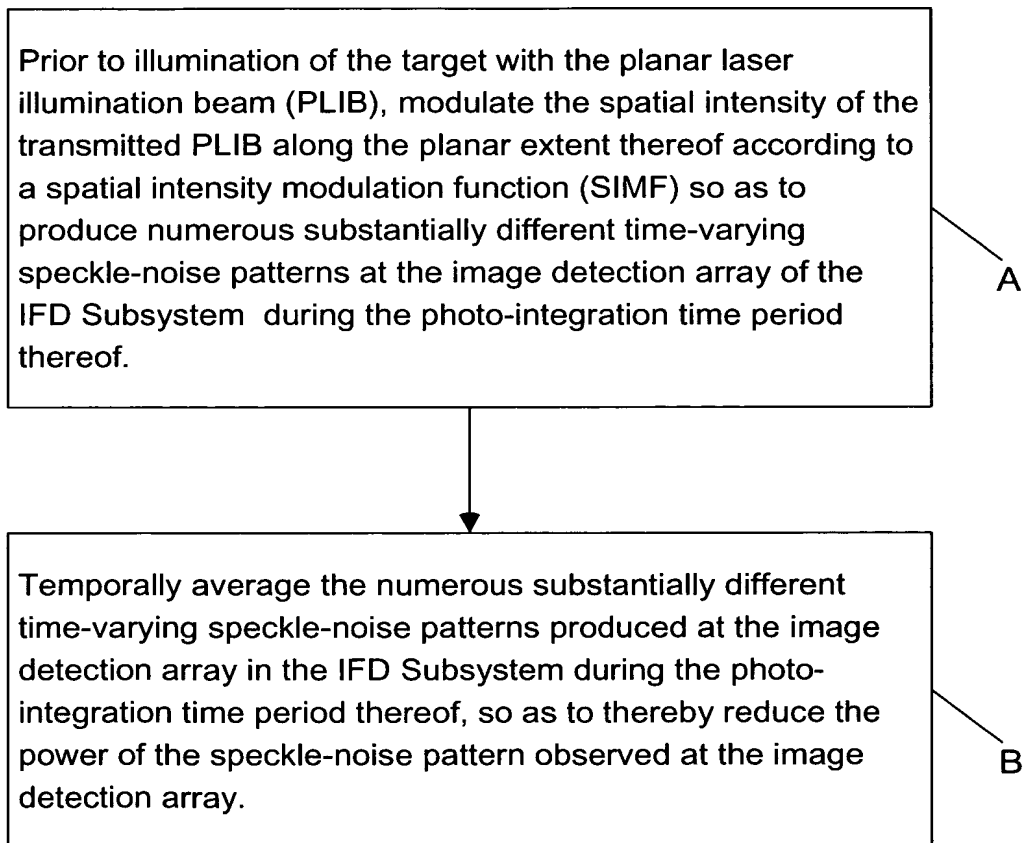 Prior to illumination of the target with the planar laser
illumination beam (PLIB), modulate the spatial intensity of the
transmitted PLIB along the planar extent thereof according to
a spatial intensity modulation function (SIMF) so as to
produce numerous substantially different time-varying
speckle-noise patterns at the image detection array of the
IFD Subsystem during the photo-integration time period
thereof.
A
Temporally average the numerous substantially different
time-varying speckle-noise patterns produced at the image
detection array in the IFD Subsystem during the photo-
integration time period thereof, so as to thereby reduce the
power of the speckle-noise pattern observed at the image
detection array.
B